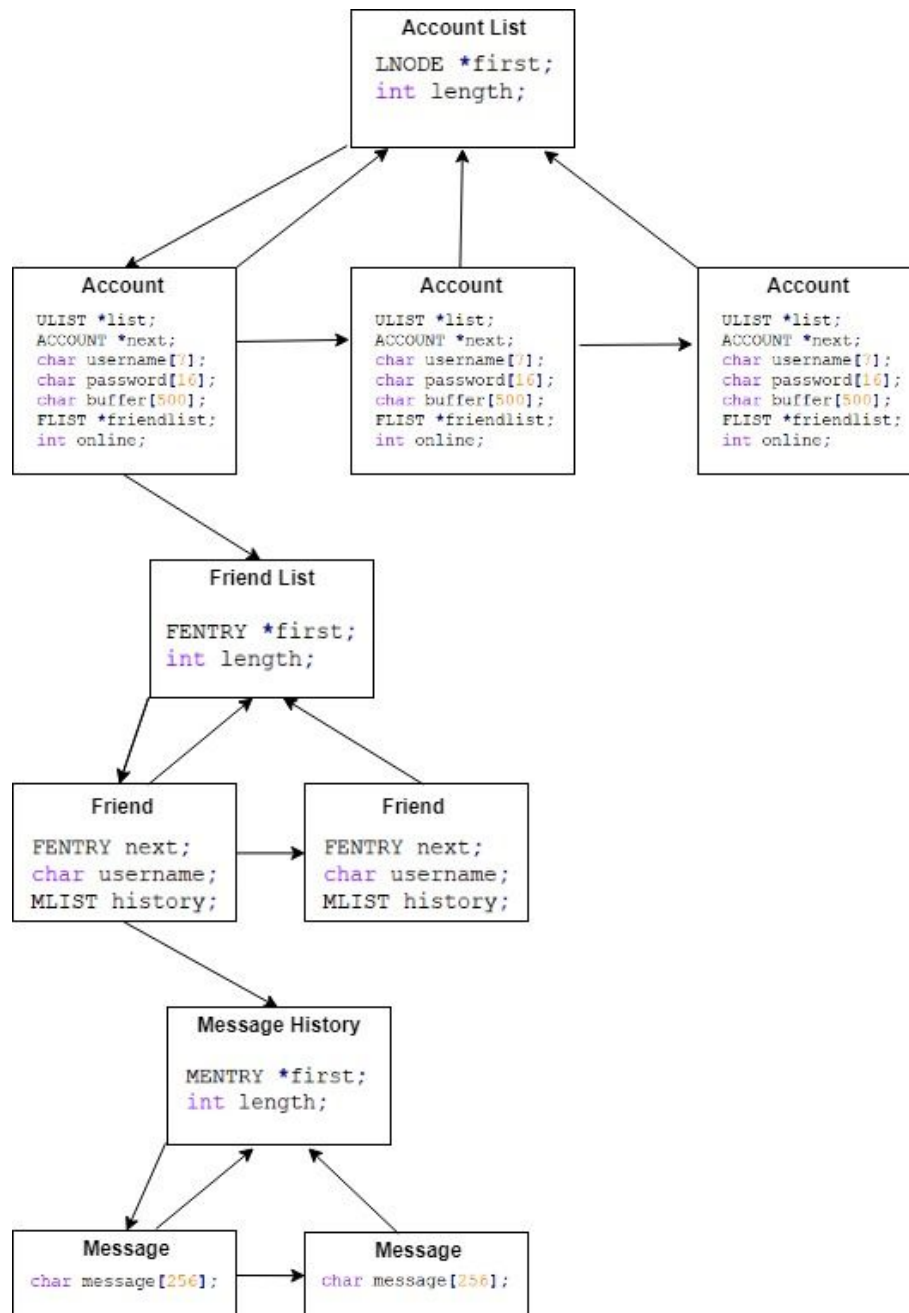 Account List
LNODE *first;
int length;
Account
ULIST *list;
ACCOUNT *next;
char username[7];
char password[16];
char buffer[500];
FLIST *friendlist;
int online;
Account
ULIST *list;
ACCOUNT *next;
char username[7];
char password[16];
char buffer[500];
FLIST *friendlist;
int online;
Account
ULIST *list;
ACCOUNT *next;
char username[7];
char password[16];
char buffer[500];
FLIST *friendlist;
int online;
Friend List
FENTRY *first;
int length;
Friend
FENTRY next;
char username;
MLIST history;
Friend
FENTRY next;
char username;
MLIST history;
Message History
MENTRY *first;
int length;
Message
char message[256];
Message
char message[256];